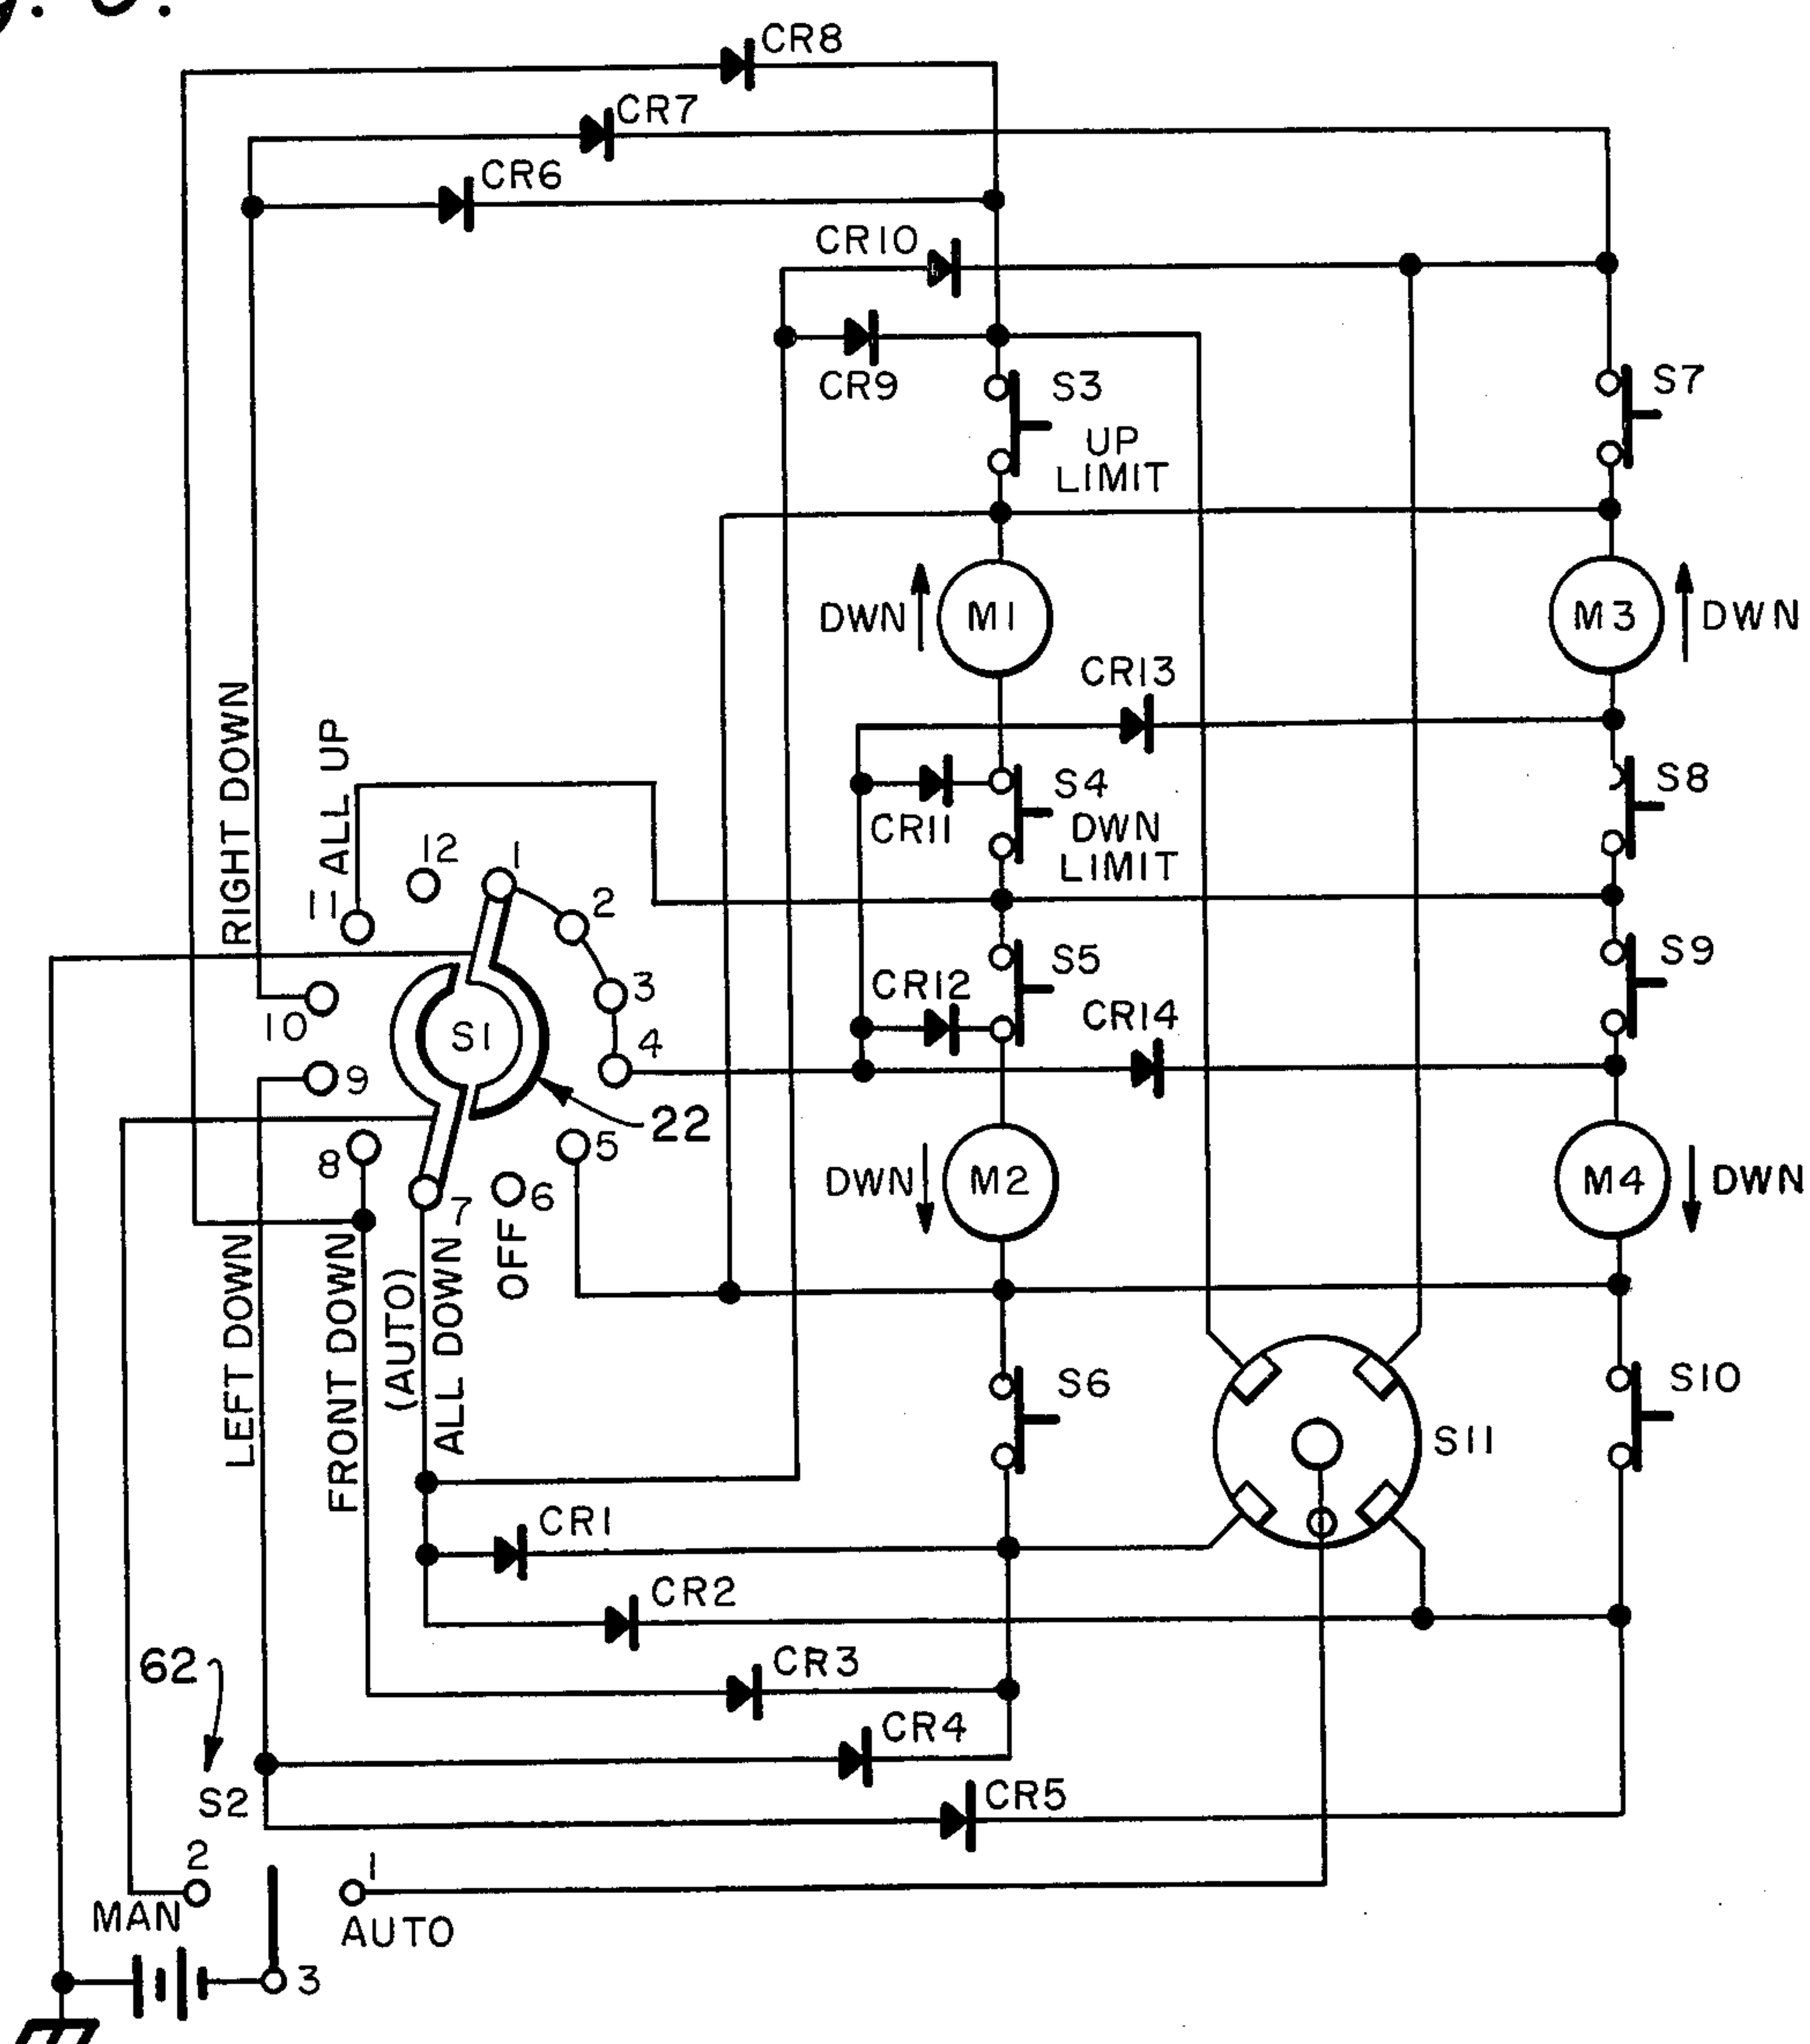 CR8
CR7
CR6
CR10
CR9
S3
UP
LIMIT
S7
DWN
M1
M3
DWN
CR13
RIGHT DOWN
ALL UP
CR11
S4
DWN
LIMIT
S8
12
1
11
2
S5
S9
3
CR12
10
S1
4
CR14
9
22
8
5
7
6
DWN
M2
M4
DWN
LEFT DOWN
FRONT DOWN
(AUTO)
ALL DOWN
OFF
S6
S10
S11
CR1
CR2
62
CR3
CR4
S2
CR5
2
1
MAN
AUTO
3